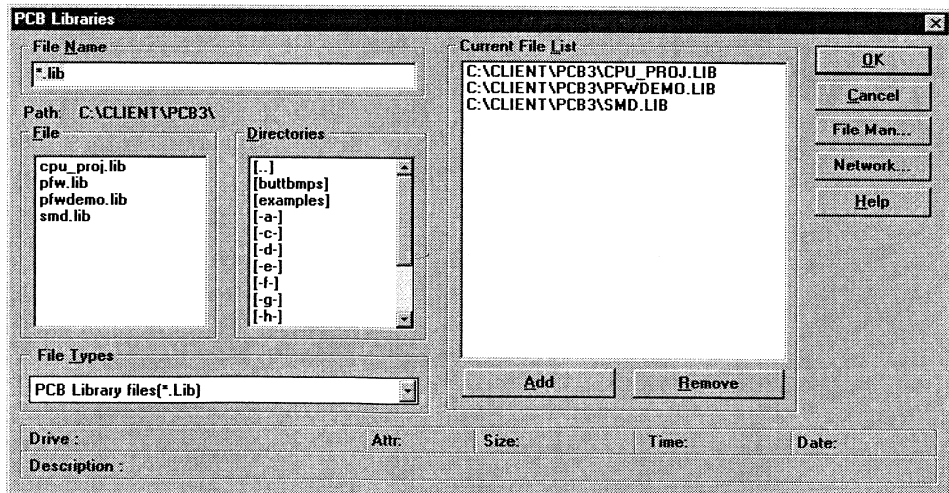 PCB Libraries
File Name
*.lib
Path: C:\CLIENT\PCB3\
File
cpu_proj.lib
pfw.lib
pfwdemo.lib
smd.lib
Directories
[..]
[buttbmps]
[examples]
[-a-]
[-c-]
[-d-]
[-e-]
[-f-]
[-g-]
[-h-]
File Types
PCB Library files(*.Lib)
Current File List
C:\CLIENT\PCB3\CPU_PROJ.LIB
C:\CLIENT\PCB3\PFWDEMO.LIB
C:\CLIENT\PCB3\SMD.LIB
Add
Remove
OK
Cancel
File Man...
Network...
Help
Drive :
Attr:
Size:
Time:
Date:
Description :